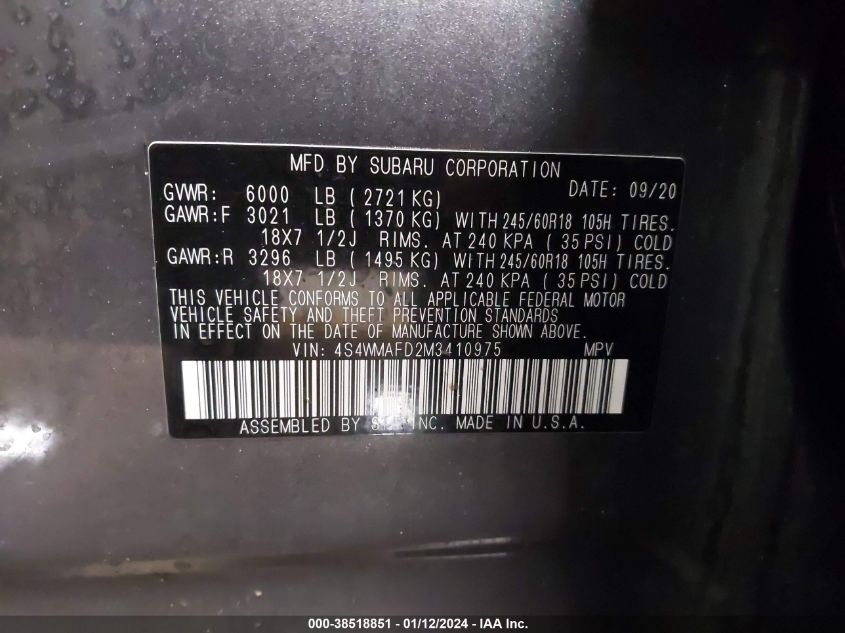 MFD BY SUBARU CORPORATION
GVWR: 6000 LB ( 2721 KG) DATE: 09/20
GAWR:F 3021 LB ( 1370 KG) WITH 245/60R18 105H TIRES.
18X7 1/2J RIMS. AT 240 KPA ( 35 PSI) COLD
GAWR:R 3296 LB ( 1495 KG) WITH 245/60R18 105H TIRES.
18X7 1/2J RIMS. AT 240 KPA ( 35 PSI) COLD
THIS VEHICLE CONFORMS TO ALL APPLICABLE FEDERAL MOTOR
VEHICLE SAFETY AND THEFT PREVENTION STANDARDS
IN EFFECT ON THE DATE OF MANUFACTURE SHOWN ABOVE.
VIN: 4S4WMAFD2M3410975 MPV
ASSEMBLED BY INC. MADE IN U.S.A.
000-38518851 - 01/12/2024 - IAA Inc.